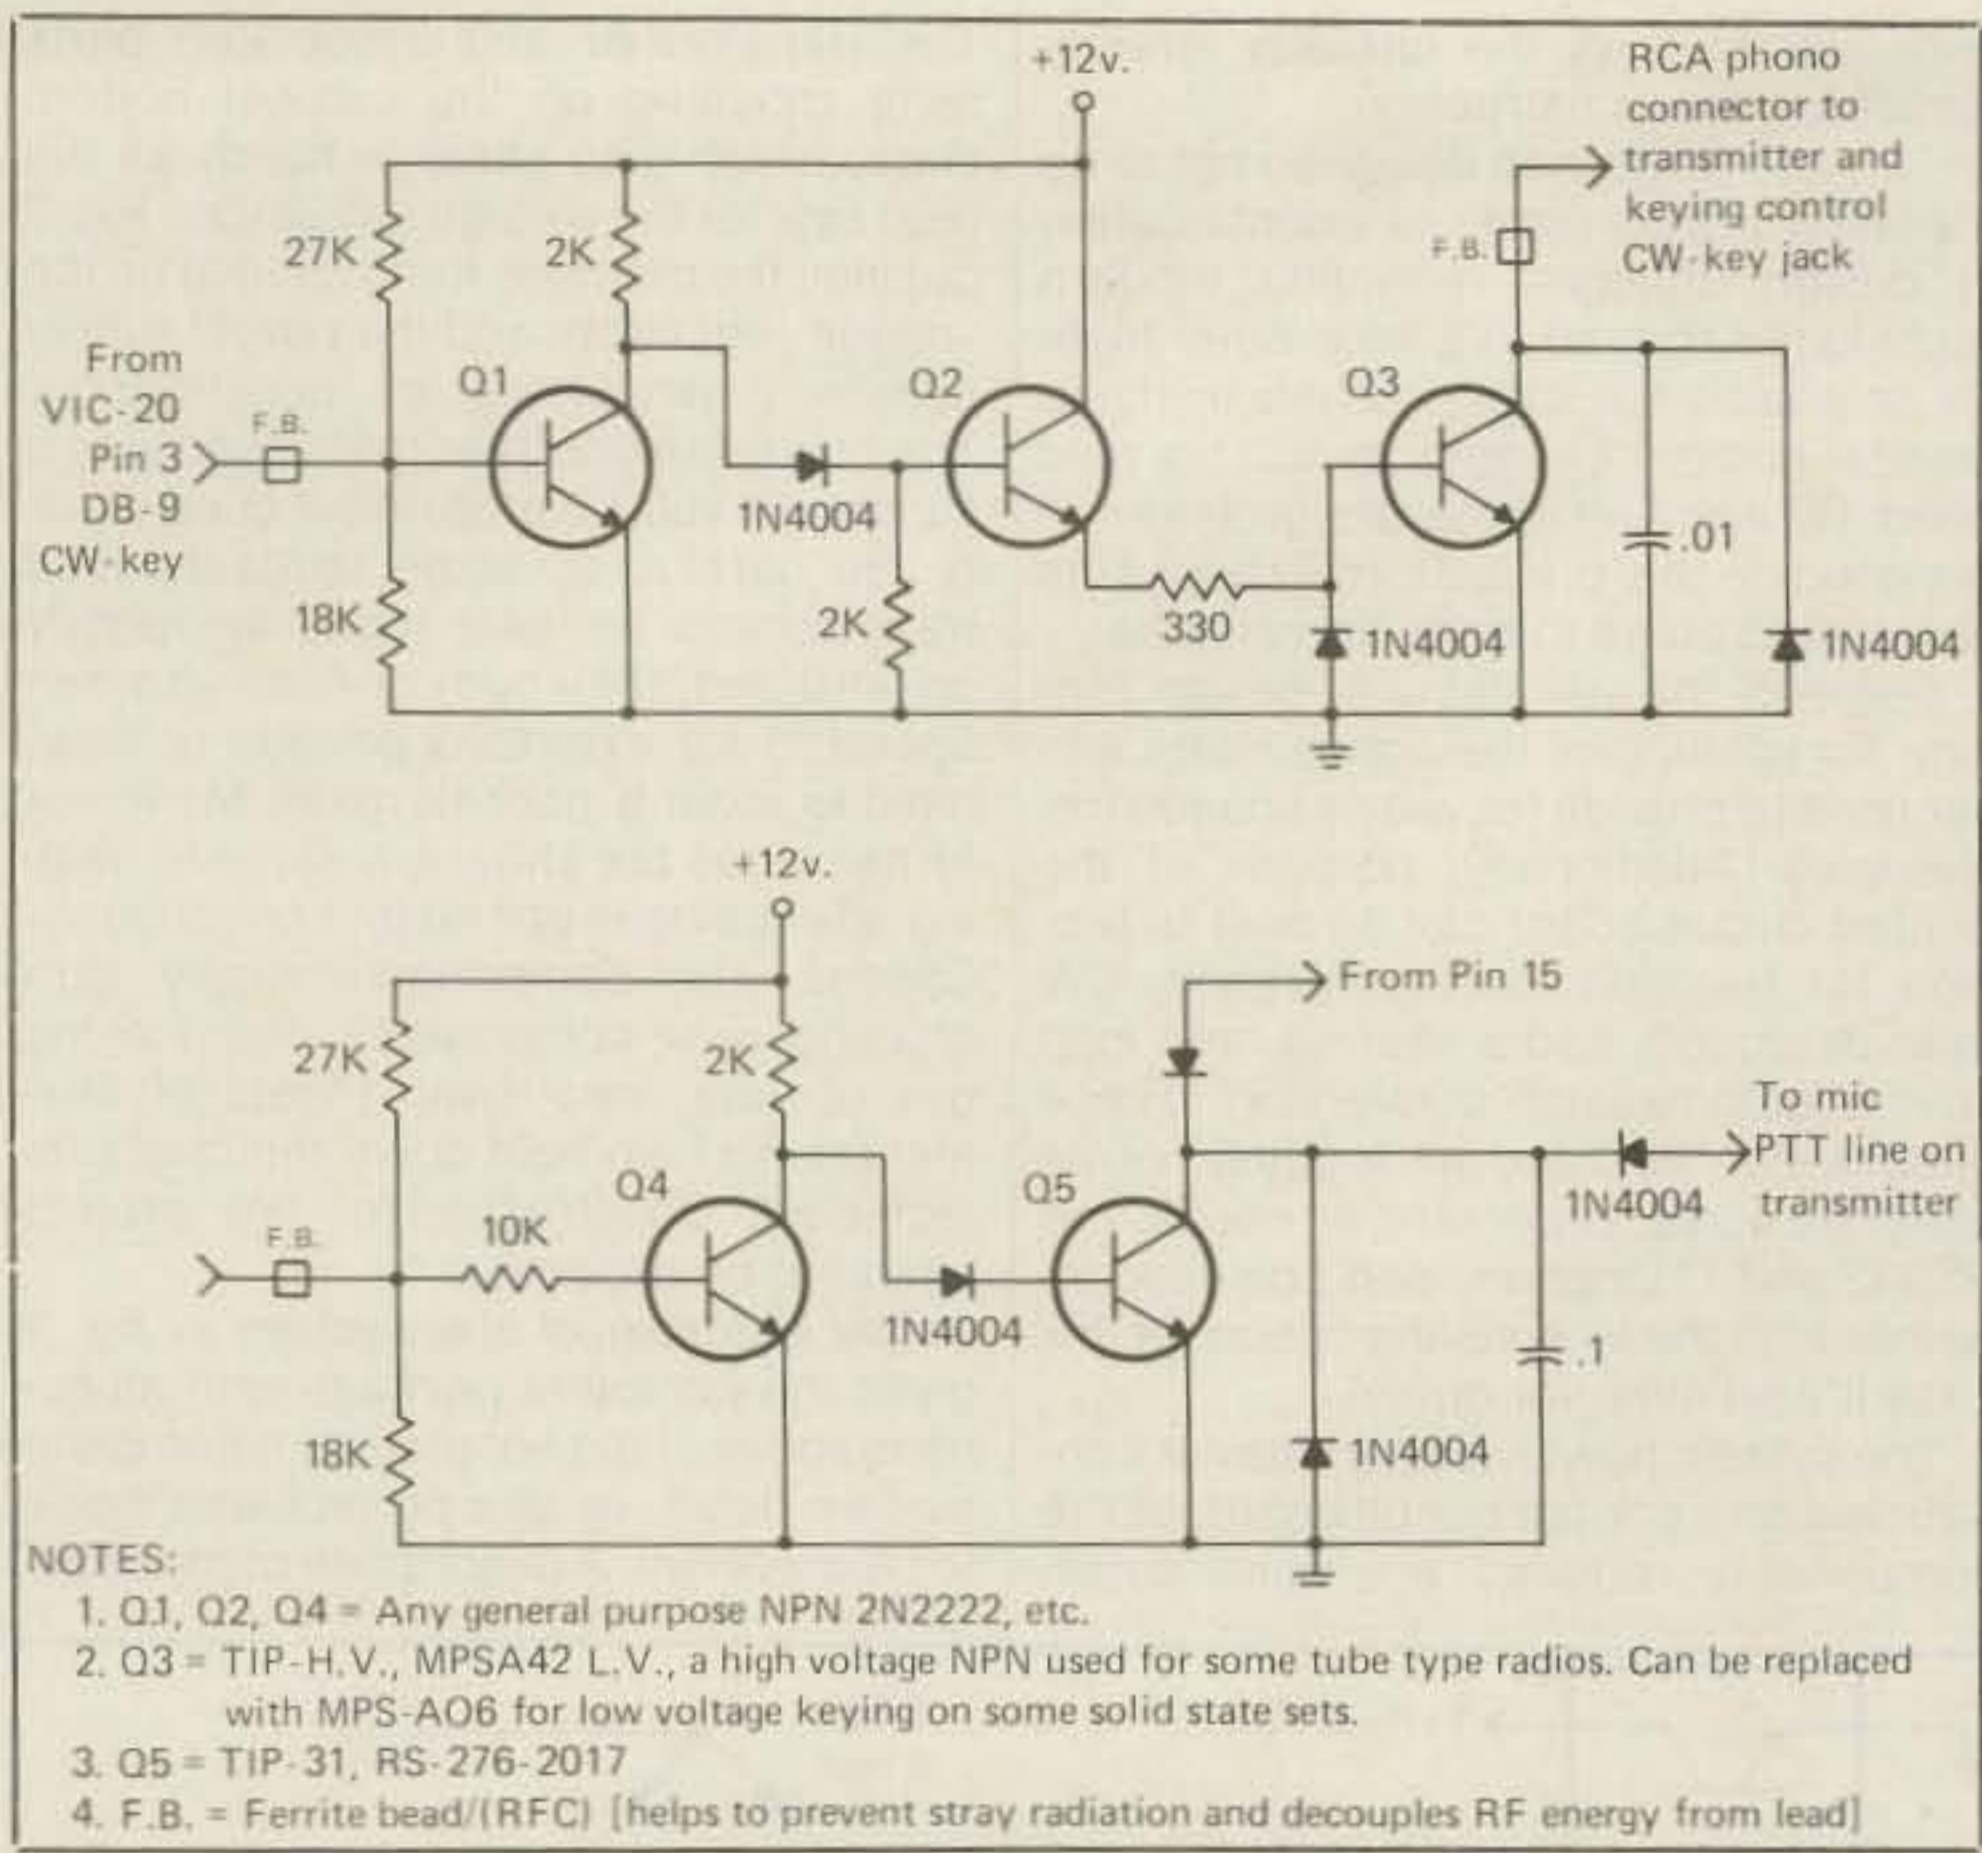 +12v.
RCA phono
connector to
transmitter and
keying control
CW-key jack
27K
2K
F.B.
From
VIC-20
Pin 3
DB-9
CW-key
F.B.
Q1
Q2
Q3
1N4004
.01
18K
2K
330
1N4004
1N4004
+12v.
From Pin 15
27K
2K
To mic
PTT line on
transmitter
1N4004
Q4
Q5
F.B.
10K
1N4004
.1
18K
1N4004
NOTES:
1. Q1, Q2, Q4 = Any general purpose NPN 2N2222, etc.
2. Q3 = TIP-H.V., MPSA42 L.V., a high voltage NPN used for some tube type radios. Can be replaced
with MPS-AO6 for low voltage keying on some solid state sets.
3. Q5 = TIP-31, RS-276-2017
4. F.B. = Ferrite bead/(RFC) [helps to prevent stray radiation and decouples RF energy from lead]